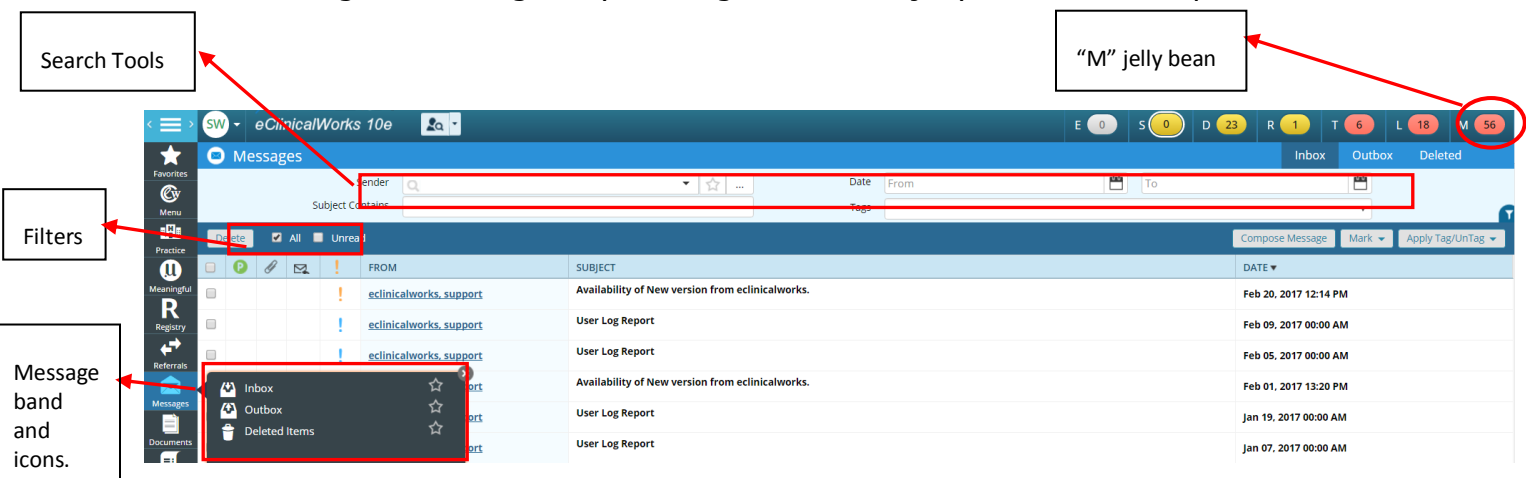 Search Tools
"M" jelly bean
SW eClinicalWorks 10e E 0 S 0 D 23 R 1 T 6 L 18 M 56
Favorites
Messages Inbox Outbox Deleted
Sender ... Date From To
Menu
Subject Contains Tags
Filters
Practice
Delete All Unread Compose Message Mark Apply Tag/UnTag
Meaningful
P ! FROM SUBJECT DATE
! eclinicalworks, support Availability of New version from eclinicalworks. Feb 20, 2017 12:14 PM
R
Registry
! eclinicalworks, support User Log Report Feb 09, 2017 00:00 AM
Referrals
! eclinicalworks, support User Log Report Feb 05, 2017 00:00 AM
Message
band
and
icons.
Messages
Inbox
Outbox
Deleted Items
Availability of New version from eclinicalworks. Feb 01, 2017 13:20 PM
User Log Report Jan 19, 2017 00:00 AM
Documents
User Log Report Jan 07, 2017 00:00 AM